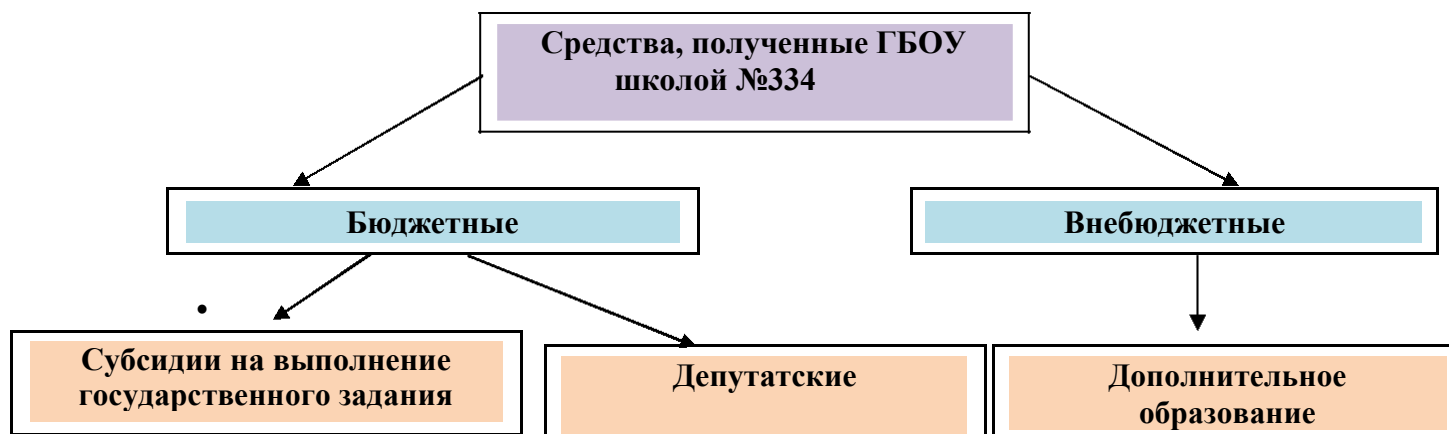 Средства, полученные ГБОУ
школой №334
Бюджетные
Внебюджетные
Субсидии на выполнение
государственного задания
Депутатские
Дополнительное
образование